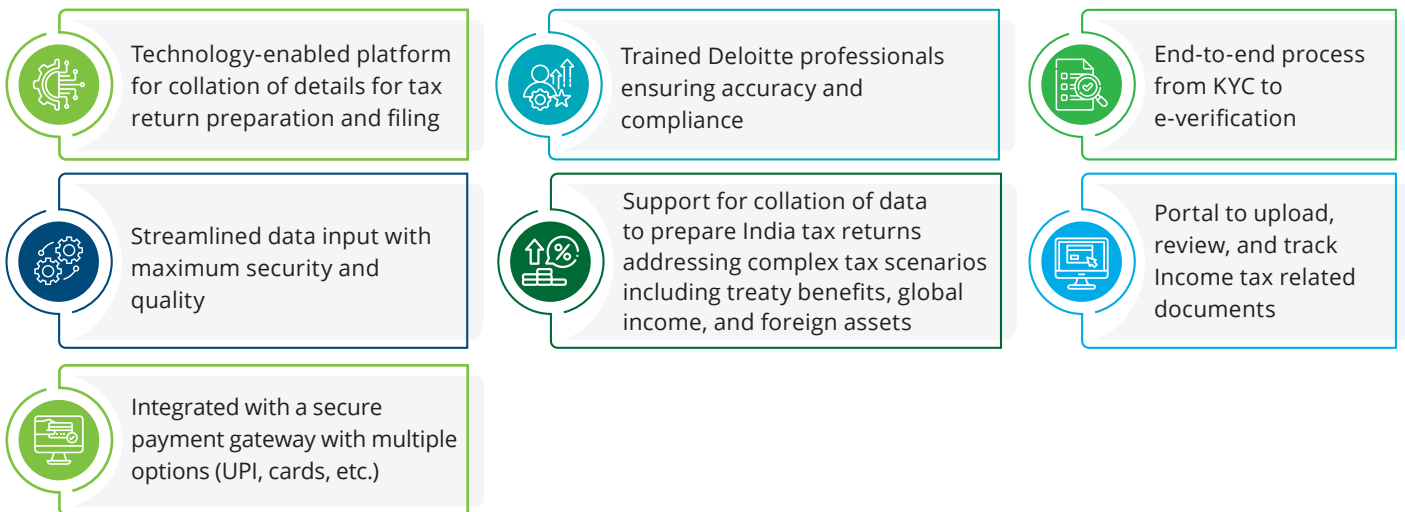 Technology-enabled platform
for collation of details for tax
return preparation and filing
Trained Deloitte professionals
ensuring accuracy and
compliance
End-to-end process
from KYC to
e-verification
Streamlined data input with
maximum security and
quality
Support for collation of data
to prepare India tax returns
addressing complex tax scenarios
including treaty benefits, global
income, and foreign assets
Portal to upload,
review, and track
Income tax related
documents
Integrated with a secure
payment gateway with multiple
options (UPI, cards, etc.)